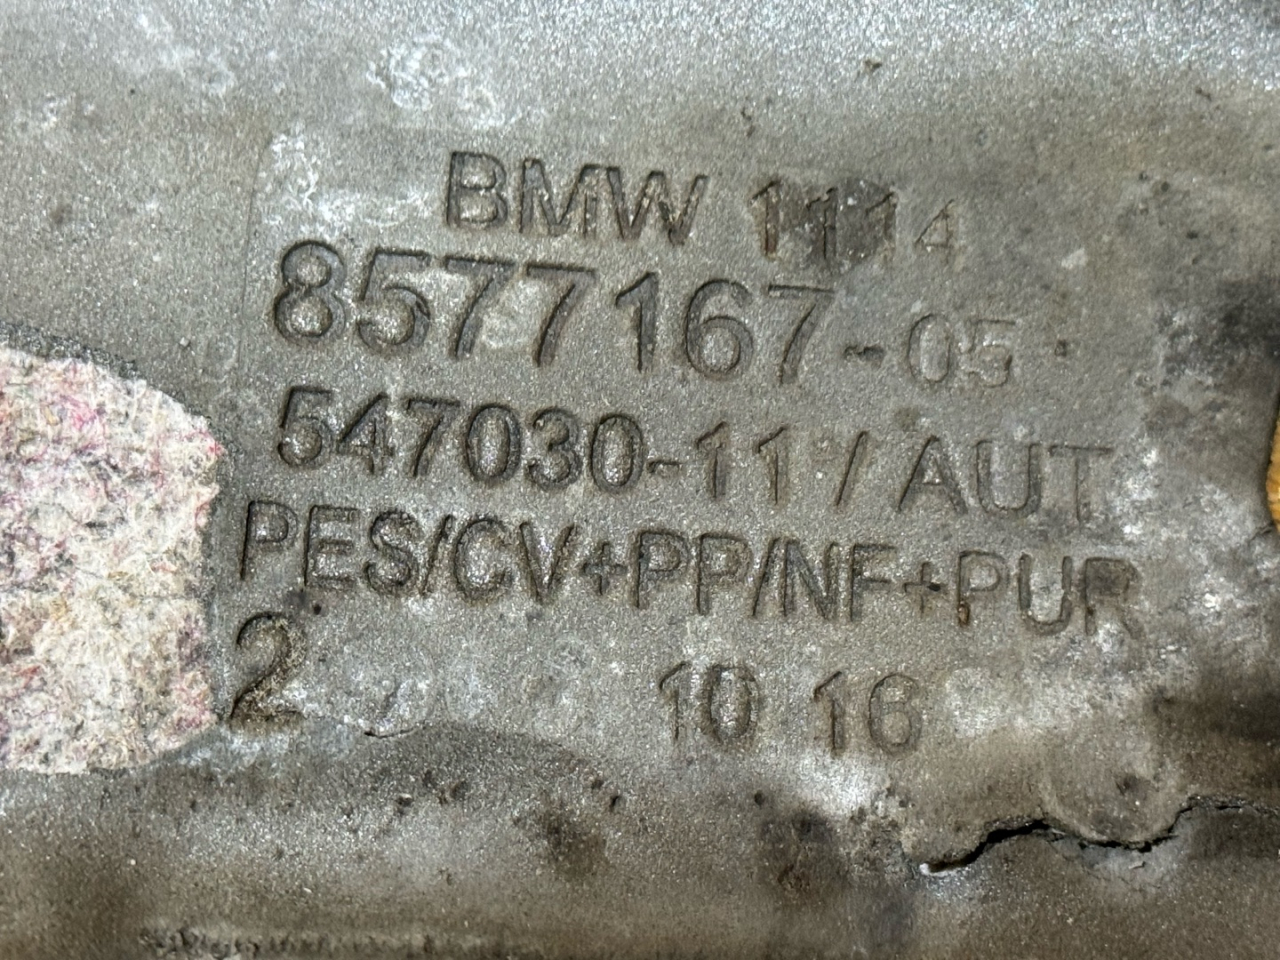 BMW 1114
8577167-05
547030-11 / AUT
PES/CV+PP/NF+PUR
2 10 16